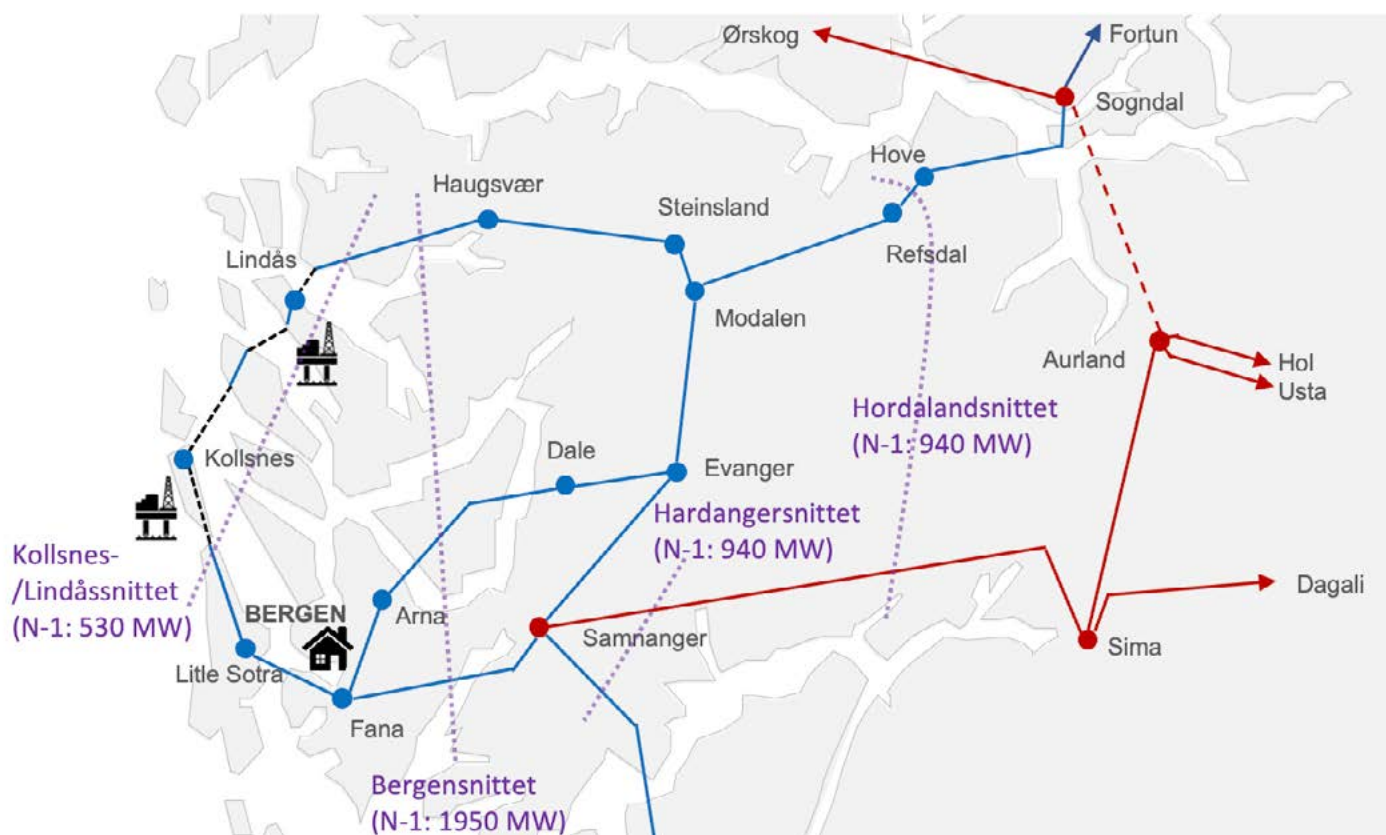 Ørskog
Fortun
Sogndal
Hove
Haugsvær
Steinsland
Lindås
Refsdal
Modalen
Aurland
Hol
Usta
Hordalandsnittet
(N-1: 940 MW)
Kollsnes
Dale
Evanger
Hardangersnittet
(N-1: 940 MW)
Kollsnes-
/Lindåssnittet
(N-1: 530 MW)
Dagali
BERGEN
Arna
Samnanger
Sima
Litle Sotra
Fana
Bergensnittet
(N-1: 1950 MW)